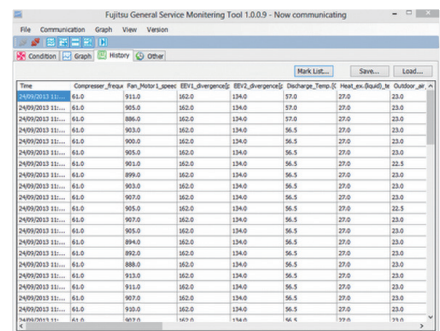 Fujitsu General Service Monitering Tool 1.0.0.9 - Now communicating
File Communication Graph View Version
Condition Graph History Other
Mark List... Save... Load...
Time Compresser_frequ Fan_Motor1_speed EEV1_divergence[p EEV2_divergence[p Discharge_Temp.(C Heat_ex.(liquid)_te Outdoor_air_
24/09/2013 11:... 61.0 911.0 162.0 134.0 57.0 27.0 23.0
24/09/2013 11:... 61.0 905.0 162.0 134.0 57.0 27.0 23.0
24/09/2013 11:... 61.0 886.0 162.0 134.0 57.0 27.0 23.0
24/09/2013 11:... 61.0 903.0 162.0 134.0 56.5 27.0 23.0
24/09/2013 11:... 61.0 900.0 162.0 134.0 56.5 27.0 23.0
24/09/2013 11:... 61.0 905.0 162.0 134.0 56.5 27.0 23.0
24/09/2013 11:... 61.0 901.0 162.0 134.0 56.5 27.0 22.5
24/09/2013 11:... 61.0 899.0 162.0 134.0 56.5 27.0 23.0
24/09/2013 11:... 61.0 903.0 162.0 134.0 56.5 27.0 23.0
24/09/2013 11:... 61.0 907.0 162.0 134.0 56.5 27.0 23.0
24/09/2013 11:... 61.0 905.0 162.0 134.0 56.5 27.0 22.5
24/09/2013 11:... 61.0 905.0 162.0 134.0 56.5 27.0 23.0
24/09/2013 11:... 61.0 894.0 162.0 134.0 56.5 27.0 23.0
24/09/2013 11:... 61.0 892.0 162.0 134.0 56.5 27.0 23.0
24/09/2013 11:... 61.0 888.0 162.0 134.0 56.5 27.0 23.0
24/09/2013 11:... 61.0 913.0 162.0 134.0 56.5 27.0 23.0
24/09/2013 11:... 61.0 911.0 162.0 134.0 56.5 27.0 23.0
24/09/2013 11:... 61.0 907.0 162.0 134.0 56.5 27.0 23.0
24/09/2013 11:... 61.0 910.0 162.0 134.0 56.5 27.0 23.0
24/09/2013 11:... 61.0 907.0 162.0 134.0 56.5 27.0 23.0